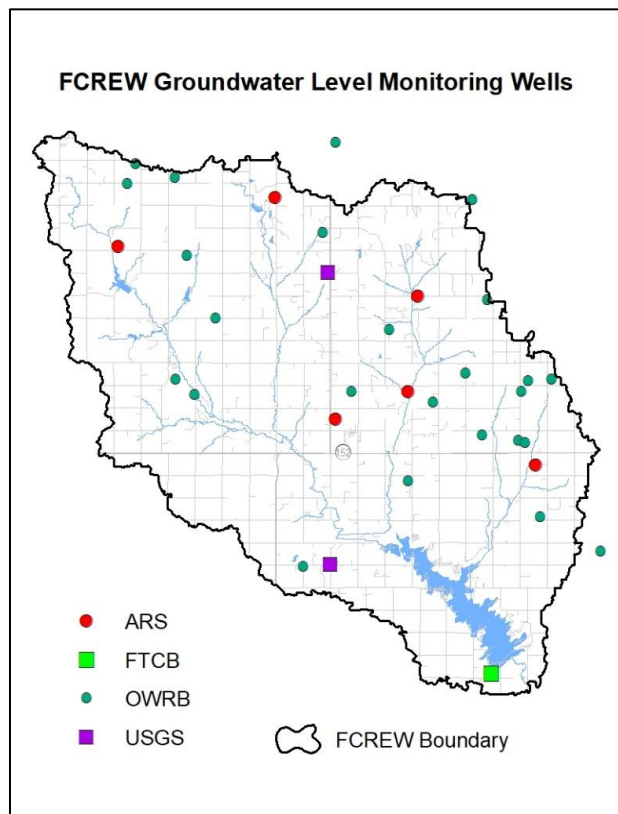 FCREW Groundwater Level Monitoring Wells
152
ARS
FTCB
OWRB
USGS
FCREW Boundary